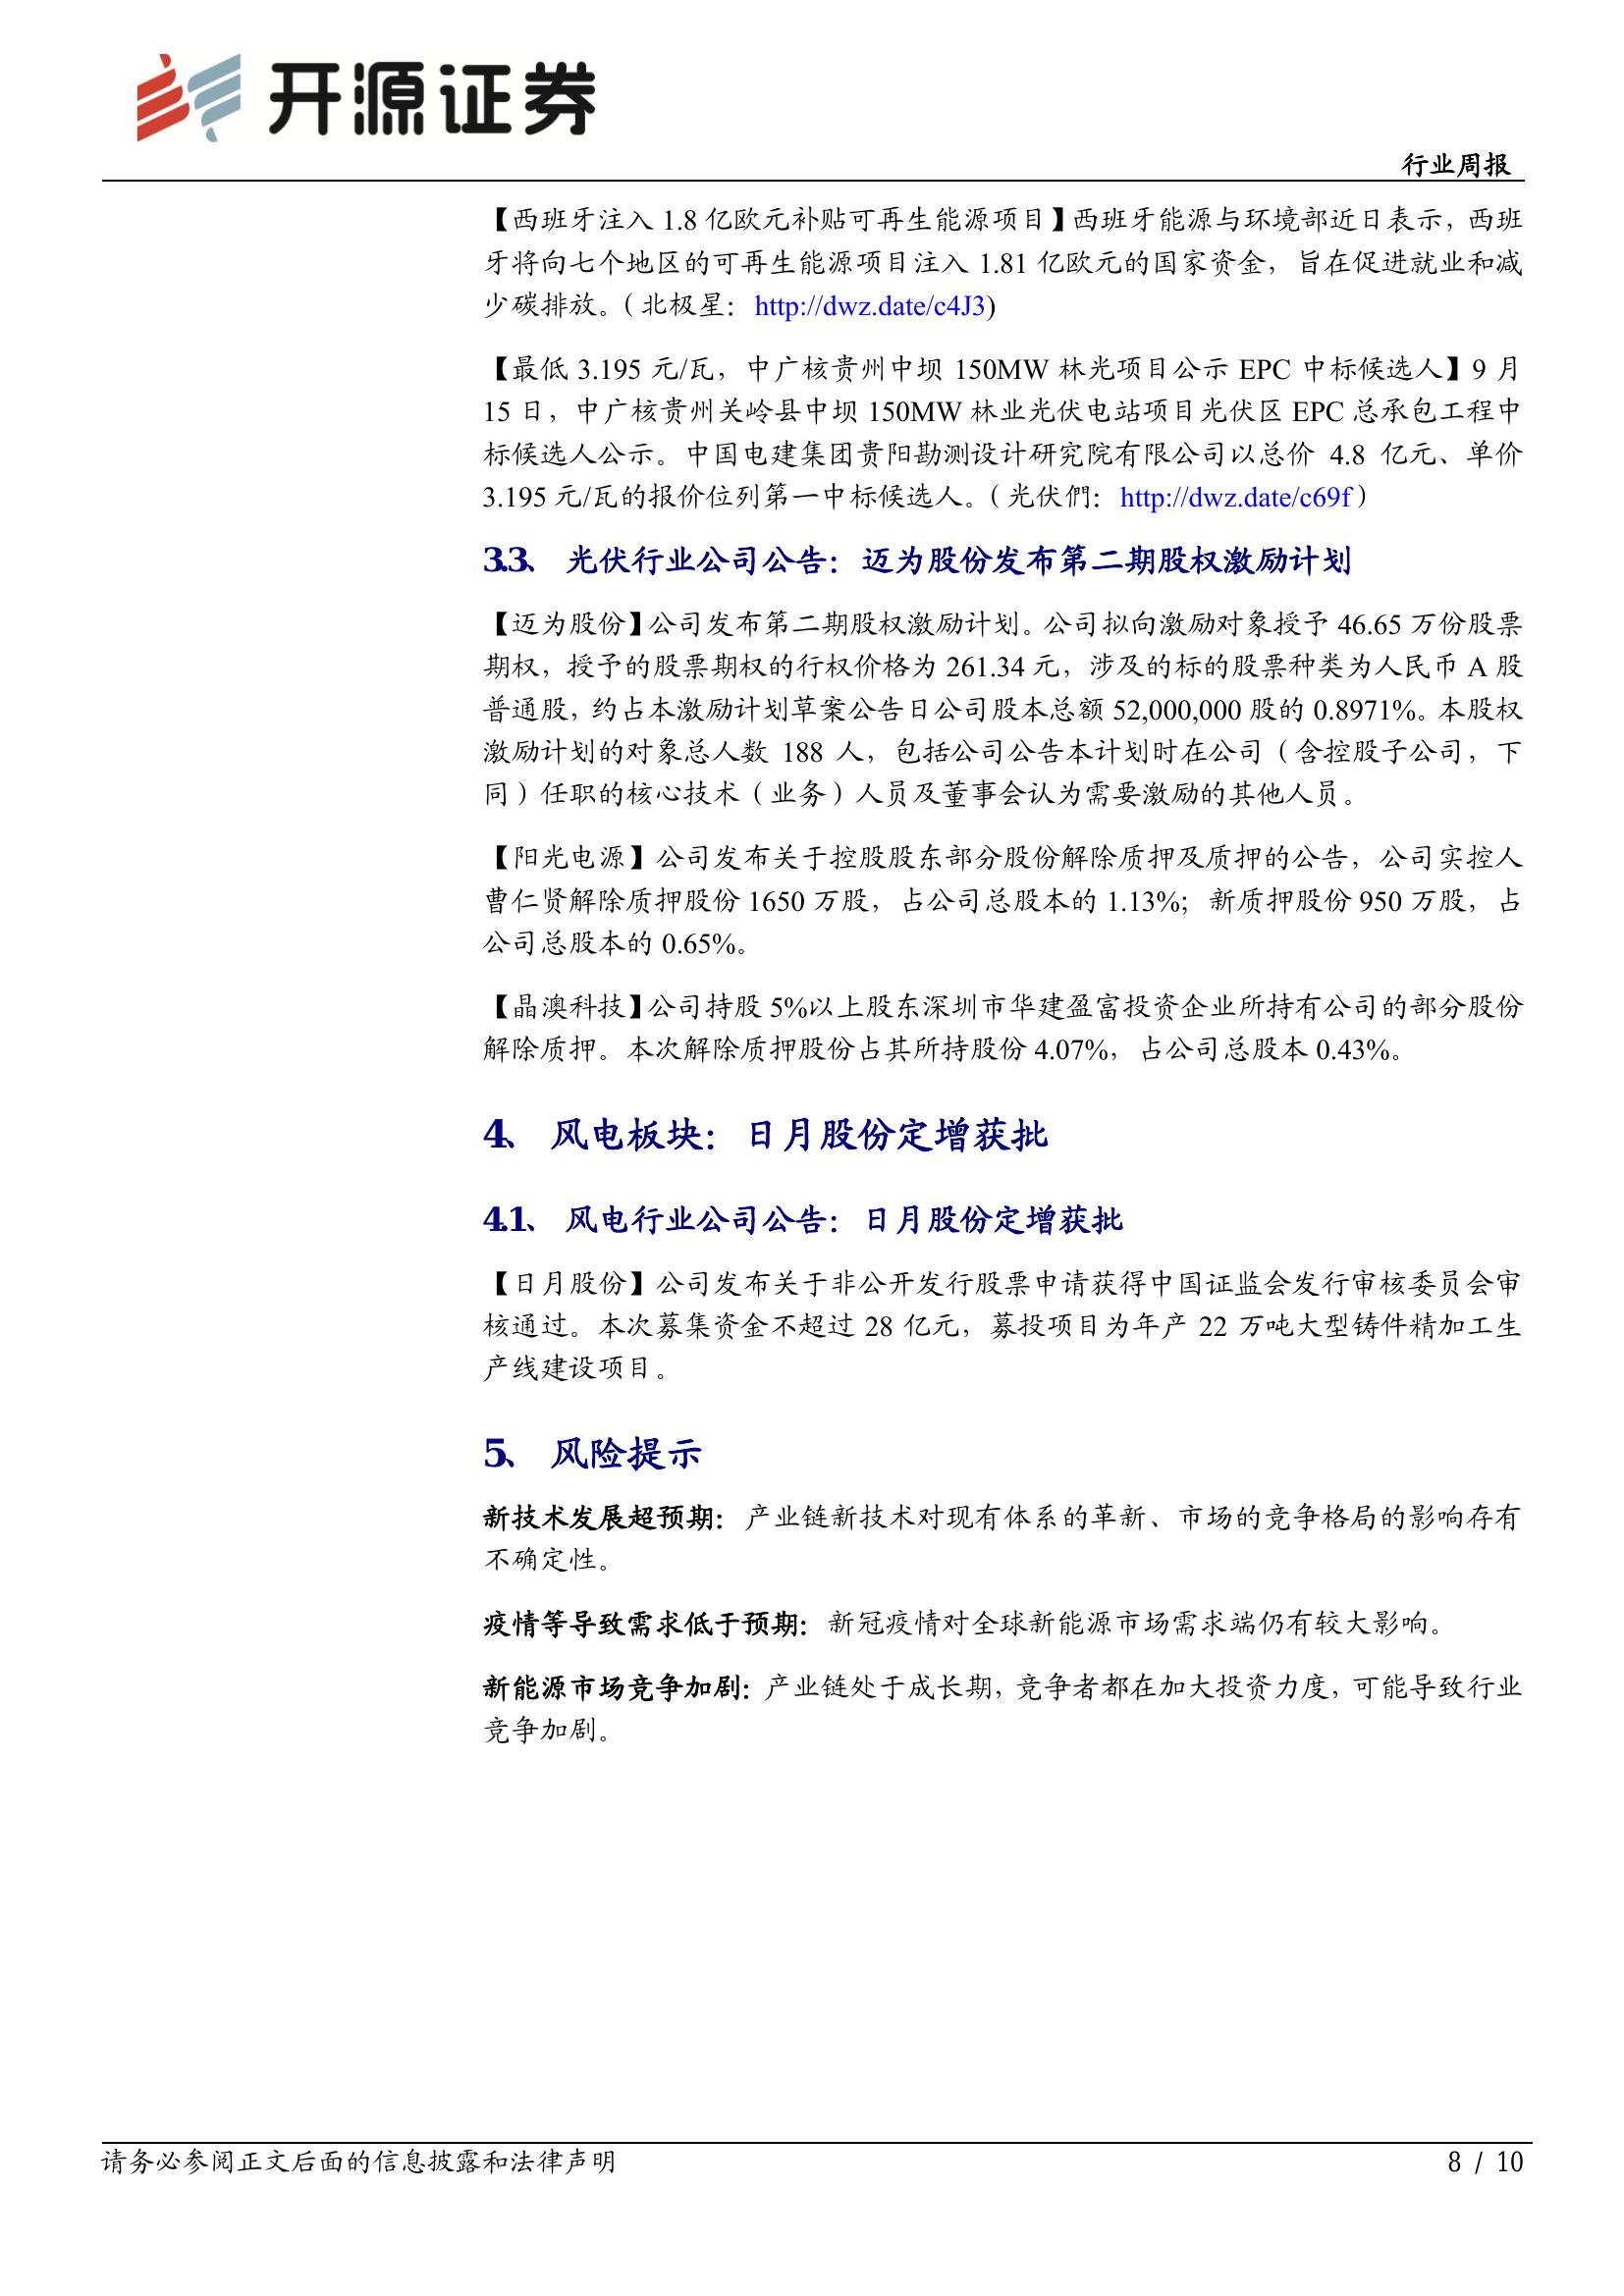 开源证券
行业周报
【西班牙注入 1.8 亿欧元补贴可再生能源项目】西班牙能源与环境部近日表示，西班
牙将向七个地区的可再生能源项目注入 1.81 亿欧元的国家资金，旨在促进就业和减
少碳排放。（北极星：http://dwz.date/c4J3)
【最低 3.195 元/瓦，中广核贵州中坝 150MW 林光项目公示 EPC 中标候选人】9 月
15 日，中广核贵州关岭县中坝 150MW 林业光伏电站项目光伏区 EPC 总承包工程中
标候选人公示。中国电建集团贵阳勘测设计研究院有限公司以总价 4.8 亿元、单价
3.195 元/瓦的报价位列第一中标候选人。（光伏們：http://dwz.date/c69f）
3.3、 光伏行业公司公告：迈为股份发布第二期股权激励计划
【迈为股份】公司发布第二期股权激励计划。公司拟向激励对象授予 46.65 万份股票
期权，授予的股票期权的行权价格为 261.34 元，涉及的标的股票种类为人民币 A 股
普通股，约占本激励计划草案公告日公司股本总额 52,000,000 股的 0.8971%。本股权
激励计划的对象总人数 188 人，包括公司公告本计划时在公司（含控股子公司，下
同）任职的核心技术（业务）人员及董事会认为需要激励的其他人员。
【阳光电源】公司发布关于控股股东部分股份解除质押及质押的公告，公司实控人
曹仁贤解除质押股份 1650 万股，占公司总股本的 1.13%；新质押股份 950 万股，占
公司总股本的 0.65%。
【晶澳科技】公司持股 5%以上股东深圳市华建盈富投资企业所持有公司的部分股份
解除质押。本次解除质押股份占其所持股份 4.07%，占公司总股本 0.43%。
4、 风电板块：日月股份定增获批
4.1、 风电行业公司公告：日月股份定增获批
【日月股份】公司发布关于非公开发行股票申请获得中国证监会发行审核委员会审
核通过。本次募集资金不超过 28 亿元，募投项目为年产 22 万吨大型铸件精加工生
产线建设项目。
5、 风险提示
新技术发展超预期：产业链新技术对现有体系的革新、市场的竞争格局的影响存有
不确定性。
疫情等导致需求低于预期：新冠疫情对全球新能源市场需求端仍有较大影响。
新能源市场竞争加剧：产业链处于成长期，竞争者都在加大投资力度，可能导致行业
竞争加剧。
请务必参阅正文后面的信息披露和法律声明
8 / 10